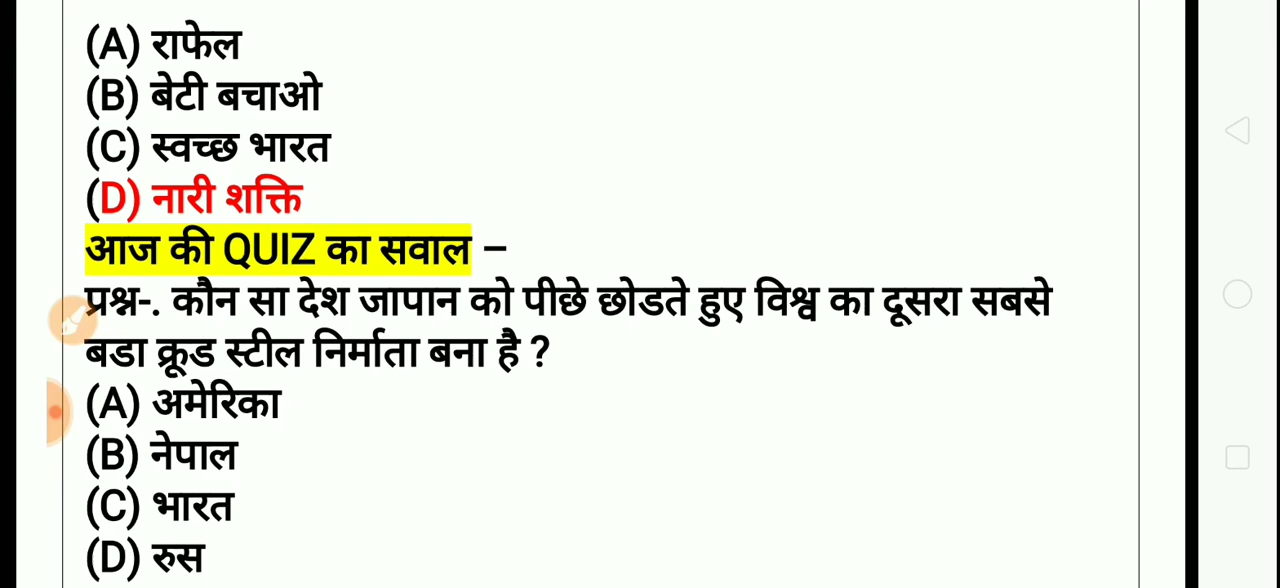 (A) राफेल
(B) बेटी बचाओ
(C) स्वच्छ भारत
(D) नारी शक्ति
आज की QUIZ का सवाल –
प्रश्न-. कौन सा देश जापान को पीछे छोडते हुए विश्व का दूसरा सबसे
बडा क्रूड स्टील निर्माता बना है ?
(A) अमेरिका
(B) नेपाल
(C) भारत
(D) रुस